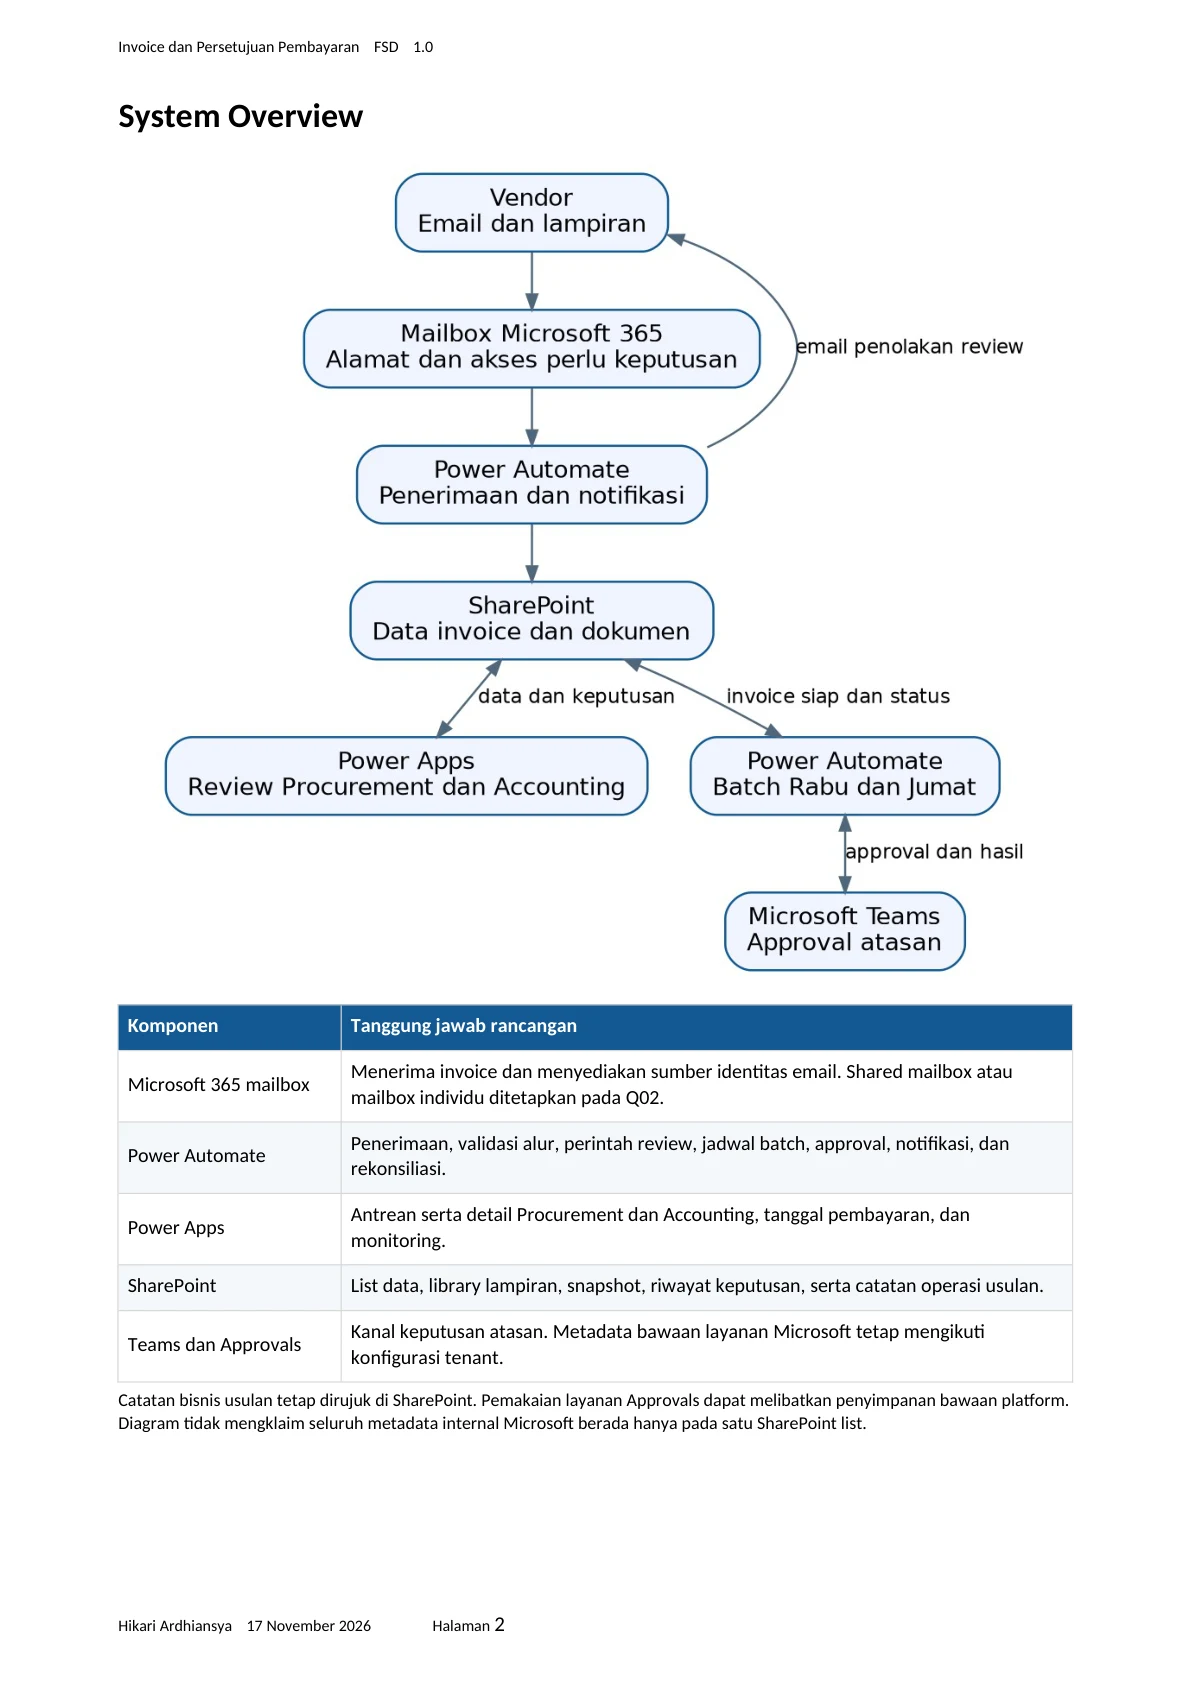 Invoice dan Persetujuan Pembayaran FSD 1.0
System Overview
Vendor
Email dan lampiran
Mailbox Microsoft 365
Alamat dan akses perlu keputusan
email penolakan review
Power Automate
Penerimaan dan notifikasi
SharePoint
Data invoice dan dokumen
data dan keputusan
invoice siap dan status
Power Apps
Review Procurement dan Accounting
Power Automate
Batch Rabu dan Jumat
approval dan hasil
Microsoft Teams
Approval atasan
Komponen
Tanggung jawab rancangan
Microsoft 365 mailbox
Menerima invoice dan menyediakan sumber identitas email. Shared mailbox atau
mailbox individu ditetapkan pada Q02.
Power Automate
Penerimaan, validasi alur, perintah review, jadwal batch, approval, notifikasi, dan
rekonsiliasi.
Power Apps
Antrean serta detail Procurement dan Accounting, tanggal pembayaran, dan
monitoring.
SharePoint
List data, library lampiran, snapshot, riwayat keputusan, serta catatan operasi usulan.
Teams dan Approvals
Kanal keputusan atasan. Metadata bawaan layanan Microsoft tetap mengikuti
konfigurasi tenant.
Catatan bisnis usulan tetap dirujuk di SharePoint. Pemakaian layanan Approvals dapat melibatkan penyimpanan bawaan platform.
Diagram tidak mengklaim seluruh metadata internal Microsoft berada hanya pada satu SharePoint list.
Hikari Ardhiansya 17 November 2026 Halaman 2